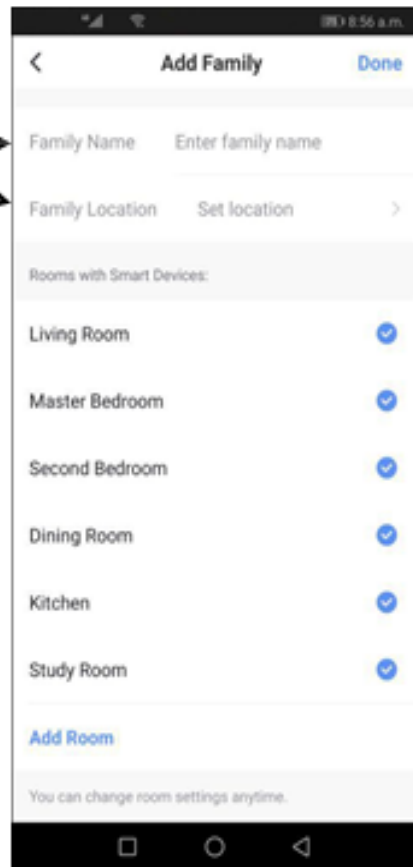 8:56 a.m.
Add Family Done
Family Name Enter family name
Family Location Set location
Rooms with Smart Devices:
Living Room
Master Bedroom
Second Bedroom
Dining Room
Kitchen
Study Room
Add Room
You can change room settings anytime.